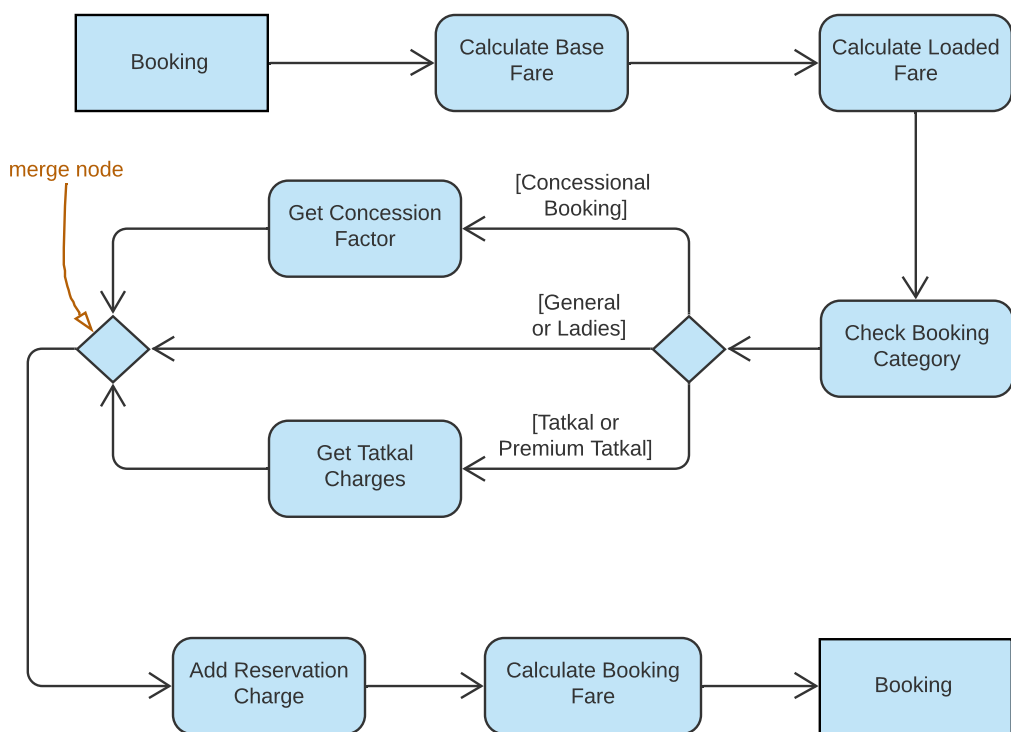 Booking
Calculate Base
Fare
Calculate Loaded
Fare
merge node
Get Concession
Factor
[Concessional
Booking]
[General
or Ladies]
Check Booking
Category
Get Tatkal
Charges
[Tatkal or
Premium Tatkal]
Add Reservation
Charge
Calculate Booking
Fare
Booking